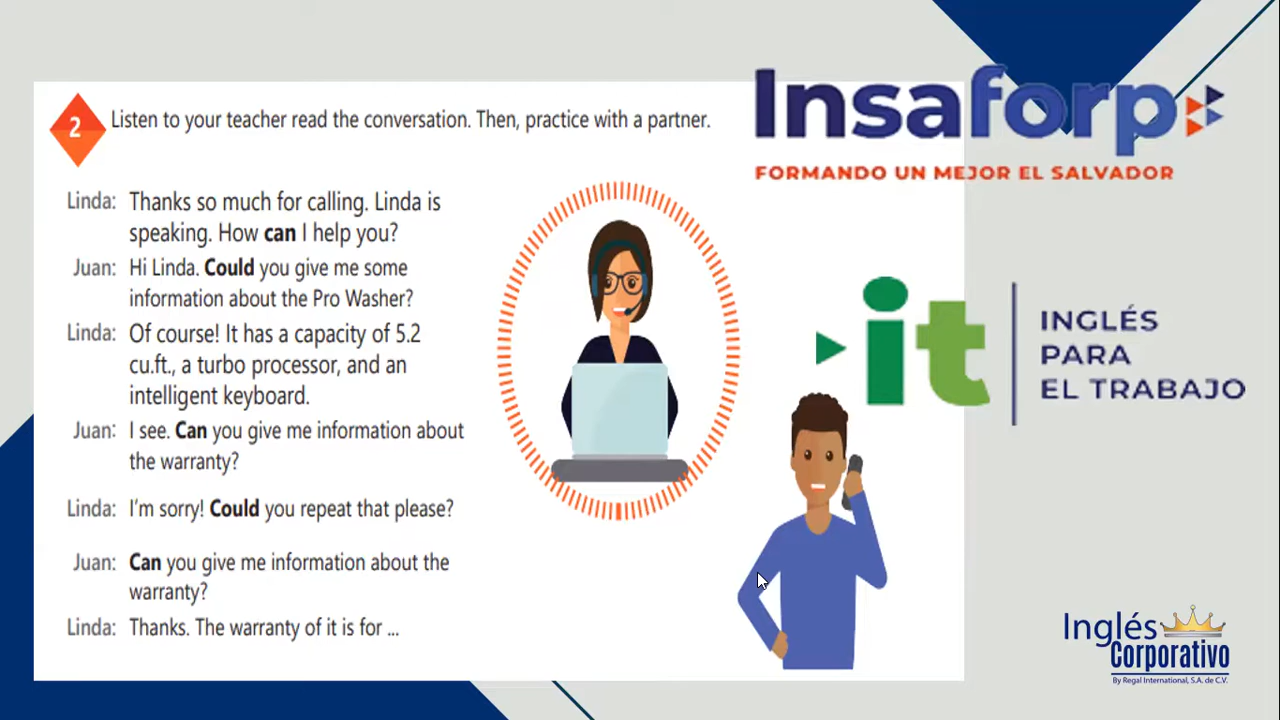 2
Listen to your teacher read the conversation. Then, practice with a partner.
Linda: Thanks so much for calling. Linda is
speaking. How can I help you?
Juan: Hi Linda. Could you give me some
information about the Pro Washer?
Linda: Of course! It has a capacity of 5.2
cu.ft., a turbo processor, and an
intelligent keyboard.
Juan: I see. Can you give me information about
the warranty?
Linda: I'm sorry! Could you repeat that please?
Juan: Can you give me information about the
warranty?
Linda: Thanks. The warranty of it is for ...
Insaforp
FORMANDO UN MEJOR EL SALVADOR
it
INGLÉS
PARA
EL TRABAJO
Inglés
Corporativo
By Regal International, S.A. de C.V.